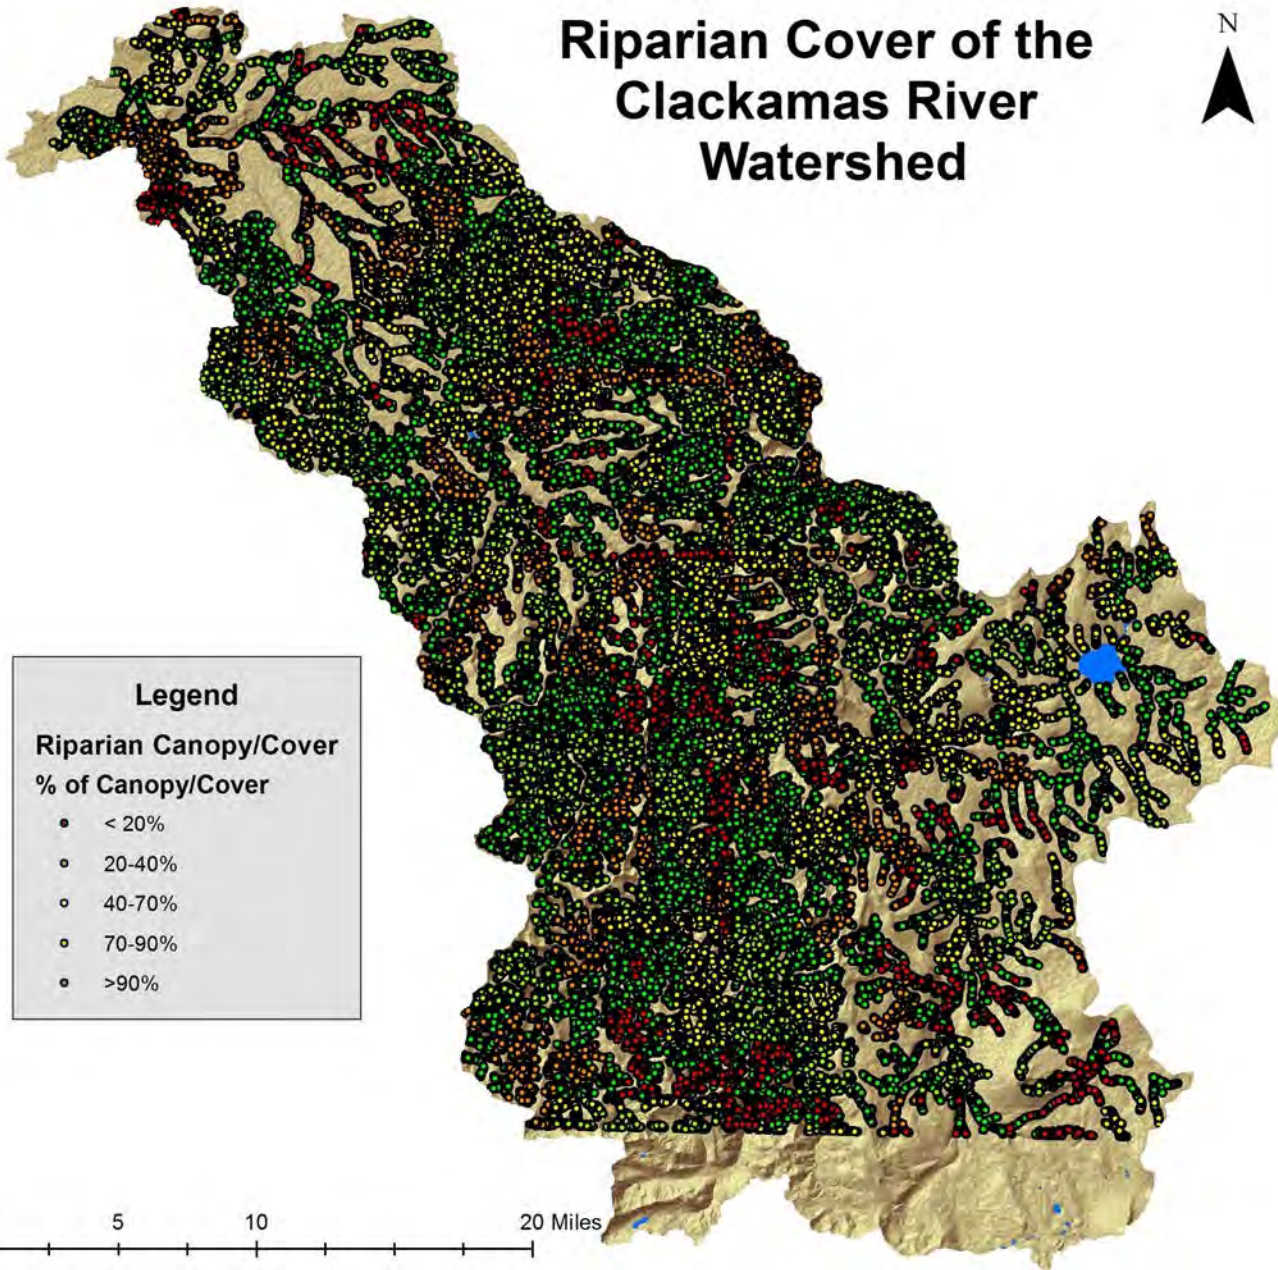 Riparian Cover of the
Clackamas River
Watershed
N
Legend
Riparian Canopy/Cover
% of Canopy/Cover
< 20%
20-40%
40-70%
70-90%
>90%
5 10 20 Miles